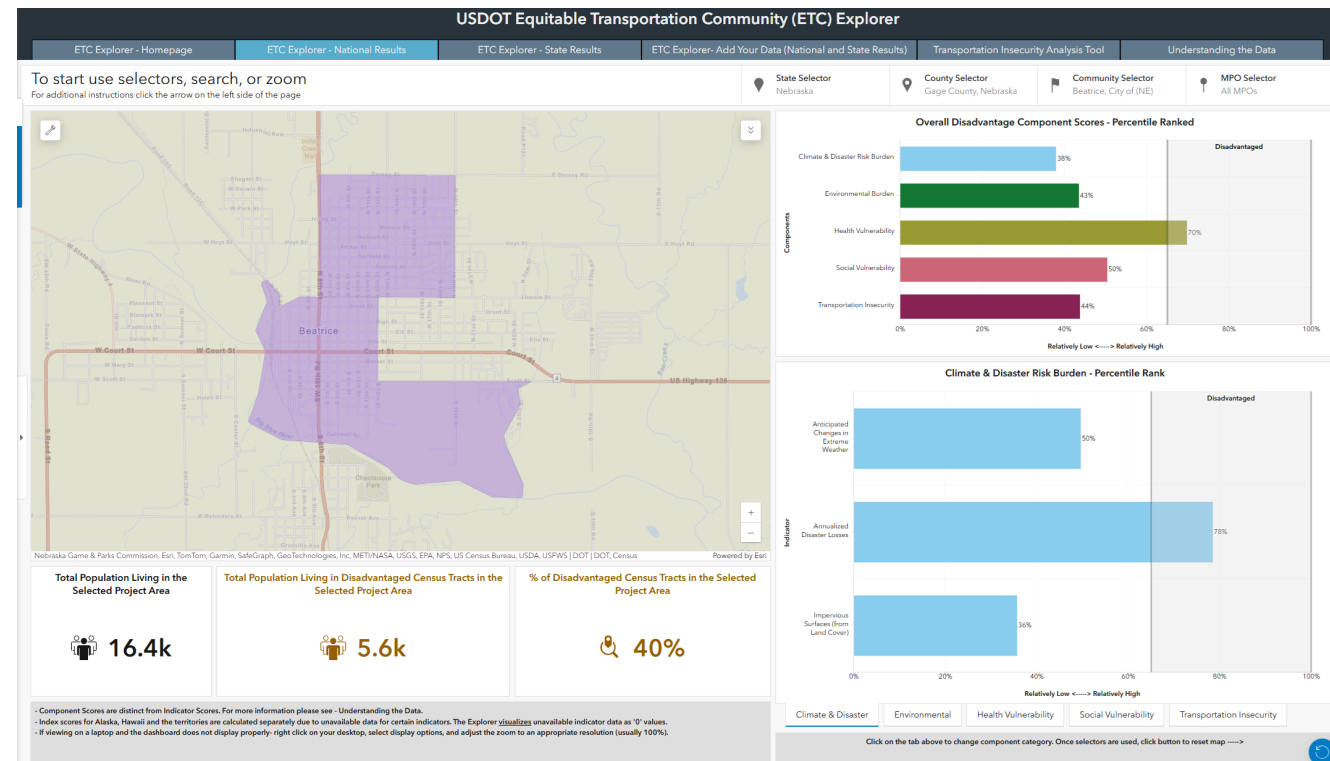 USDOT Equitable Transportation Community (ETC) Explorer
ETC Explorer - Homepage
ETC Explorer - National Results
ETC Explorer - State Results
ETC Explorer- Add Your Data (National and State Results)
Transportation Insecurity Analysis Tool
Understanding the Data
To start use selectors, search, or zoom
For additional instructions click the arrow on the left side of the page
State Selector
Nebraska
County Selector
Gage County, Nebraska
Community Selector
Beatrice, City of (NE)
MPO Selector
All MPOs
W State Highway 4
W Hoyt St
Hoyt St
E Hoyt Rd
Beatrice
W Court St
W Court St
Court St
Court St
US Highway 136
4
W Mary St
W Scott St
Chautauqua
Park
S Reed St
+
−
Nebraska Game & Parks Commission, Esri, TomTom, Garmin, SafeGraph, GeoTechnologies, Inc, METI/NASA, USGS, EPA, NPS, US Census Bureau, USDA, USFWS | DOT | DOT, Census
Powered by Esri
Total Population Living in the
Selected Project Area
16.4k
Total Population Living in Disadvantaged Census Tracts in the
Selected Project Area
5.6k
% of Disadvantaged Census Tracts in the Selected
Project Area
40%
- Component Scores are distinct from Indicator Scores. For more information please see - Understanding the Data.
- Index scores for Alaska, Hawaii and the territories are calculated separately due to unavailable data for certain indicators. The Explorer visualizes unavailable indicator data as '0' values.
- If viewing on a laptop and the dashboard does not display properly- right click on your desktop, select display options, and adjust the zoom to an appropriate resolution (usually 100%).
Overall Disadvantage Component Scores - Percentile Ranked
Disadvantaged
Components
Climate & Disaster Risk Burden
38%
Environmental Burden
43%
Health Vulnerability
70%
Social Vulnerability
50%
Transportation Insecurity
44%
0% 20% 40% 60% 80% 100%
Relatively Low <-----> Relatively High
Climate & Disaster Risk Burden - Percentile Rank
Disadvantaged
Indicator
Anticipated
Changes in
Extreme
Weather
50%
Annualized
Disaster Losses
78%
Impervious
Surfaces (from
Land Cover)
36%
0% 20% 40% 60% 80% 100%
Relatively Low <-----> Relatively High
Climate & Disaster
Environmental
Health Vulnerability
Social Vulnerability
Transportation Insecurity
Click on the tab above to change component category. Once selectors are used, click button to reset map ----->